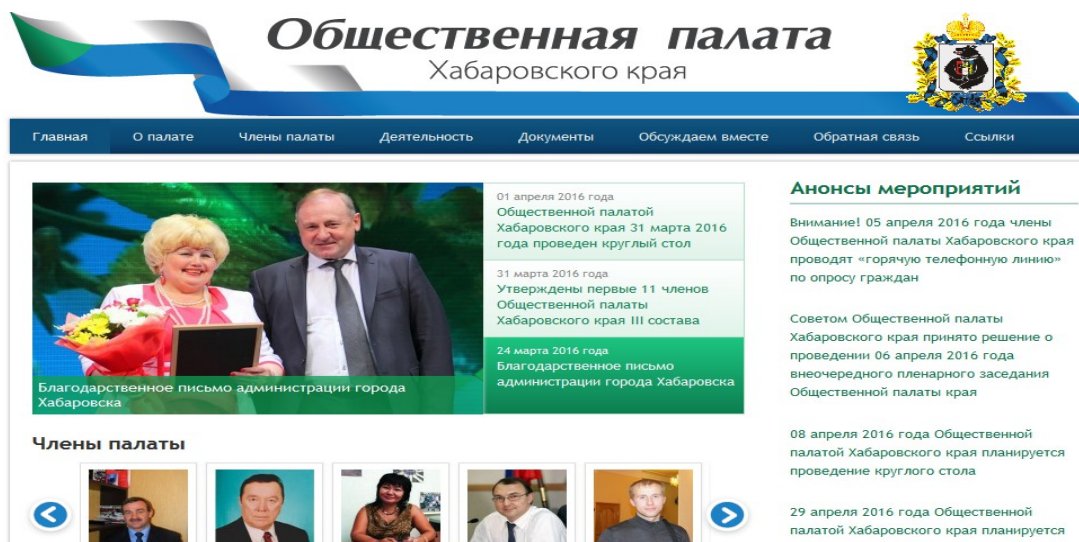 Общественная палата
Хабаровского края
Главная О палате Члены палаты Деятельность Документы Обсуждаем вместе Обратная связь Ссылки
01 апреля 2016 года
Общественной палатой
Хабаровского края 31 марта 2016
года проведен круглый стол
31 марта 2016 года
Утверждены первые 11 членов
Общественной палаты
Хабаровского края III состава
24 марта 2016 года
Благодарственное письмо
администрации города Хабаровска
Благодарственное письмо администрации города
Хабаровска
Члены палаты
Анонсы мероприятий
Внимание! 05 апреля 2016 года члены
Общественной палаты Хабаровского края
проводят «горячую телефонную линию»
по опросу граждан
Советом Общественной палаты
Хабаровского края принято решение о
проведении 06 апреля 2016 года
внеочередного пленарного заседания
Общественной палаты края
08 апреля 2016 года Общественной
палатой Хабаровского края планируется
проведение круглого стола
29 апреля 2016 года Общественной
палатой Хабаровского края планируется